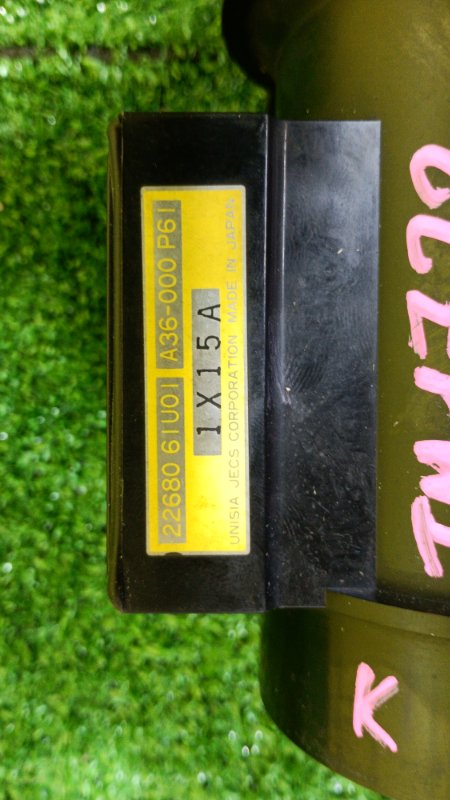 22680 61U01 A36-000 P61
1X15A
UNISIA JECS CORPORATION MADE IN JAPAN
K